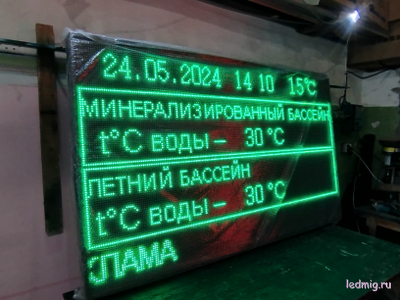 24.05.2024 14 10 15°C
МИНЕРАЛИЗИРОВАННЫЙ БАССЕЙН
t°C ВОДЫ – 30 °C
ЛЕТНИЙ БАССЕЙН
t°C ВОДЫ – 30 °C
ЛАМА
ledmig.ru